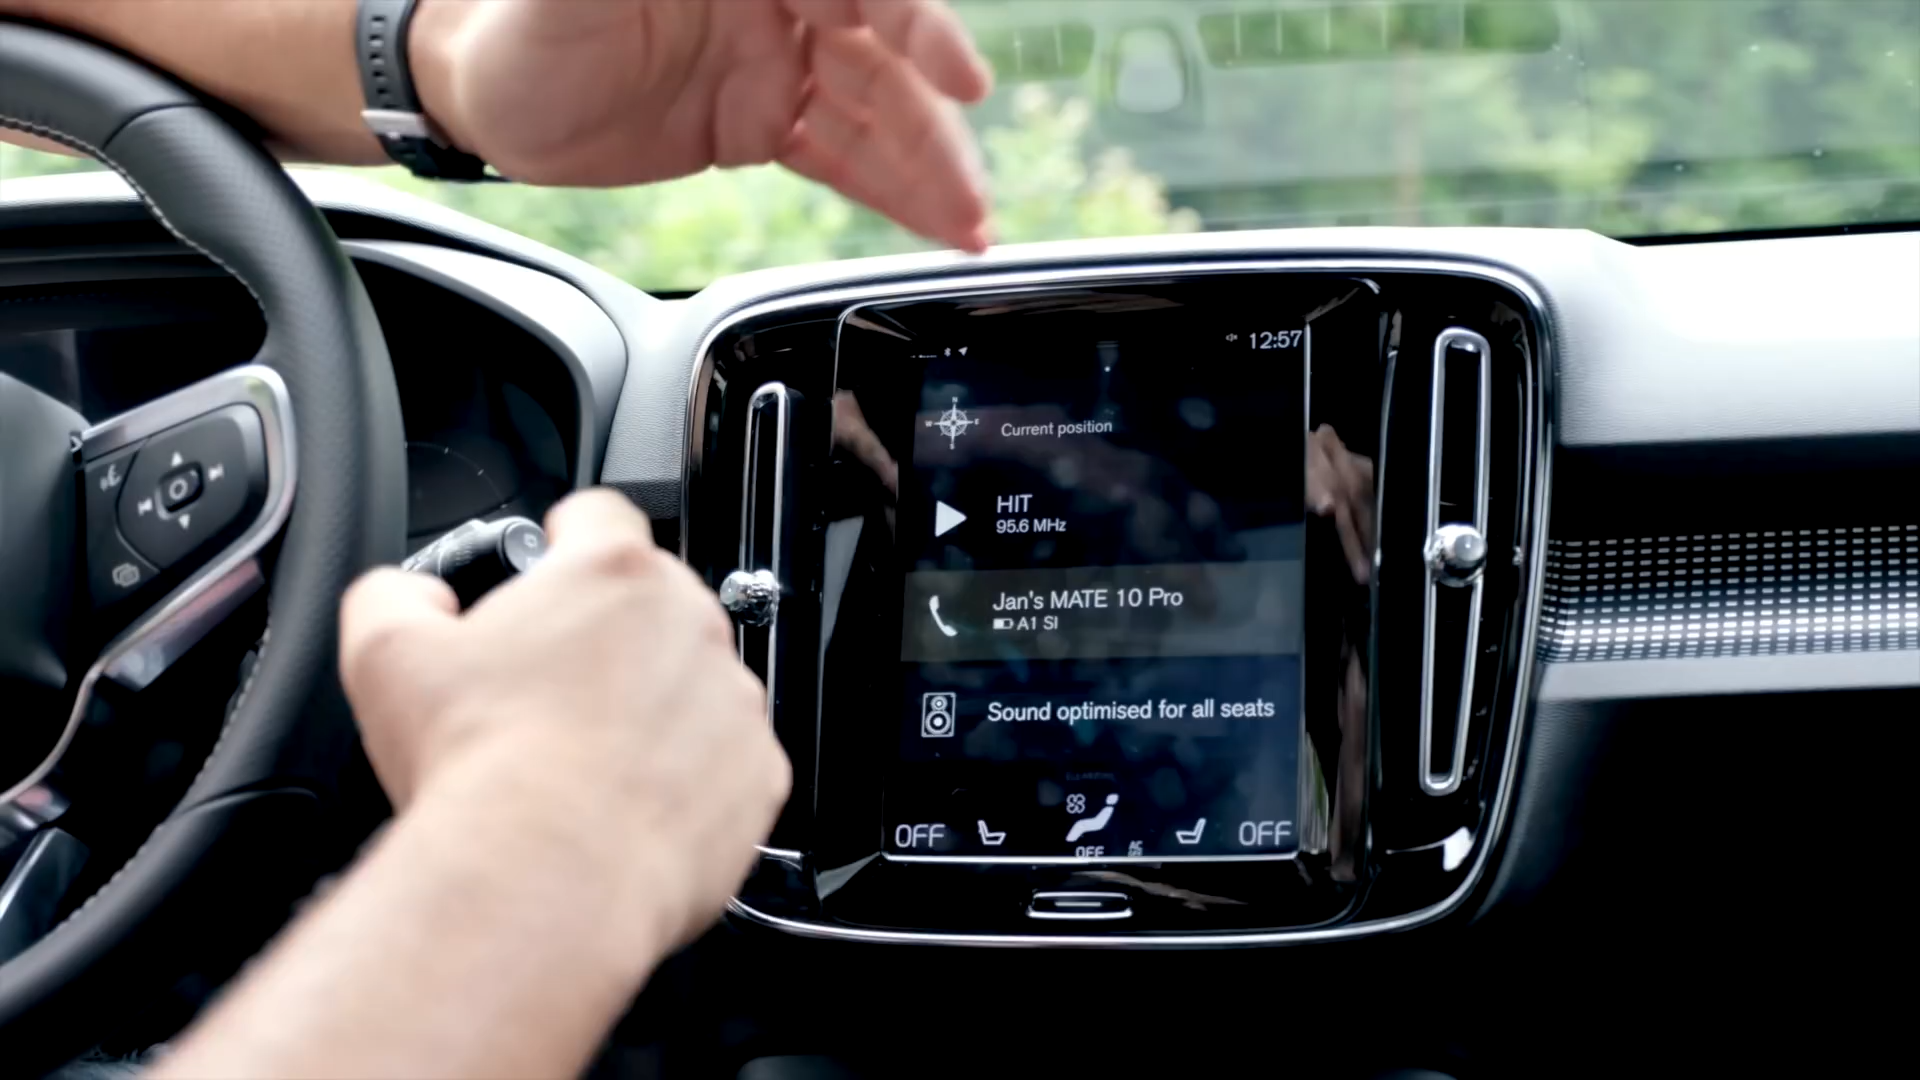 12:57
N
W E
S
Current position
HIT
95.6 MHz
Jan's MATE 10 Pro
A1 SI
Sound optimised for all seats
OFF
OFF
OFF
AC